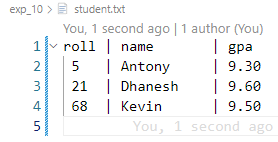 exp_10 > student.txt
You, 1 second ago | 1 author (You)
1 roll | name | gpa
2 5 | Antony | 9.30
3 21 | Dhanesh | 9.60
4 68 | Kevin | 9.50
5 You, 1 second ago